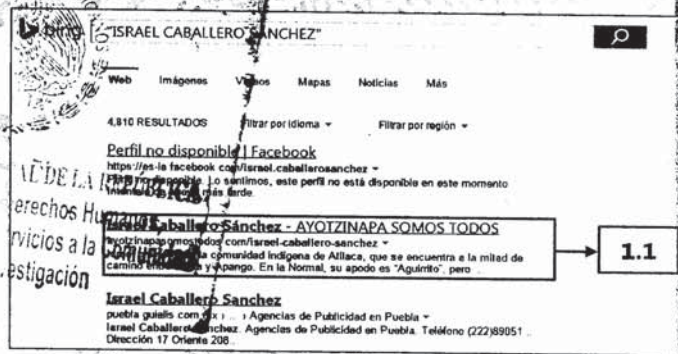 bing "ISRAEL CABALLERO SANCHEZ"
Web Imágenes Videos Mapas Noticias Más
4,810 RESULTADOS Filtrar por idioma Filtrar por región
Perfil no disponible | Facebook
https://es-la facebook com/israel.caballerosanchez
disponible. Lo sentimos, este perfil no está disponible en este momento
más tarde.
Israel Caballero Sánchez - AYOTZINAPA SOMOS TODOS
ayotzinapasomostodos com/israel-caballero-sanchez
la comunidad indígena de Atliaca, que se encuentra a la mitad de
camino y Apango. En la Normal, su apodo es "Aguirrito", pero
1.1
Israel Caballero Sanchez
puebla guialis com Agencias de Publicidad en Puebla
Israel Caballero Sanchez. Agencias de Publicidad en Puebla. Teléfono (222)89051 ..
Dirección 17 Oriente 208..
DE LA REPÚBLICA
erechos Humanos
rvicios a la Comunidad
estigación